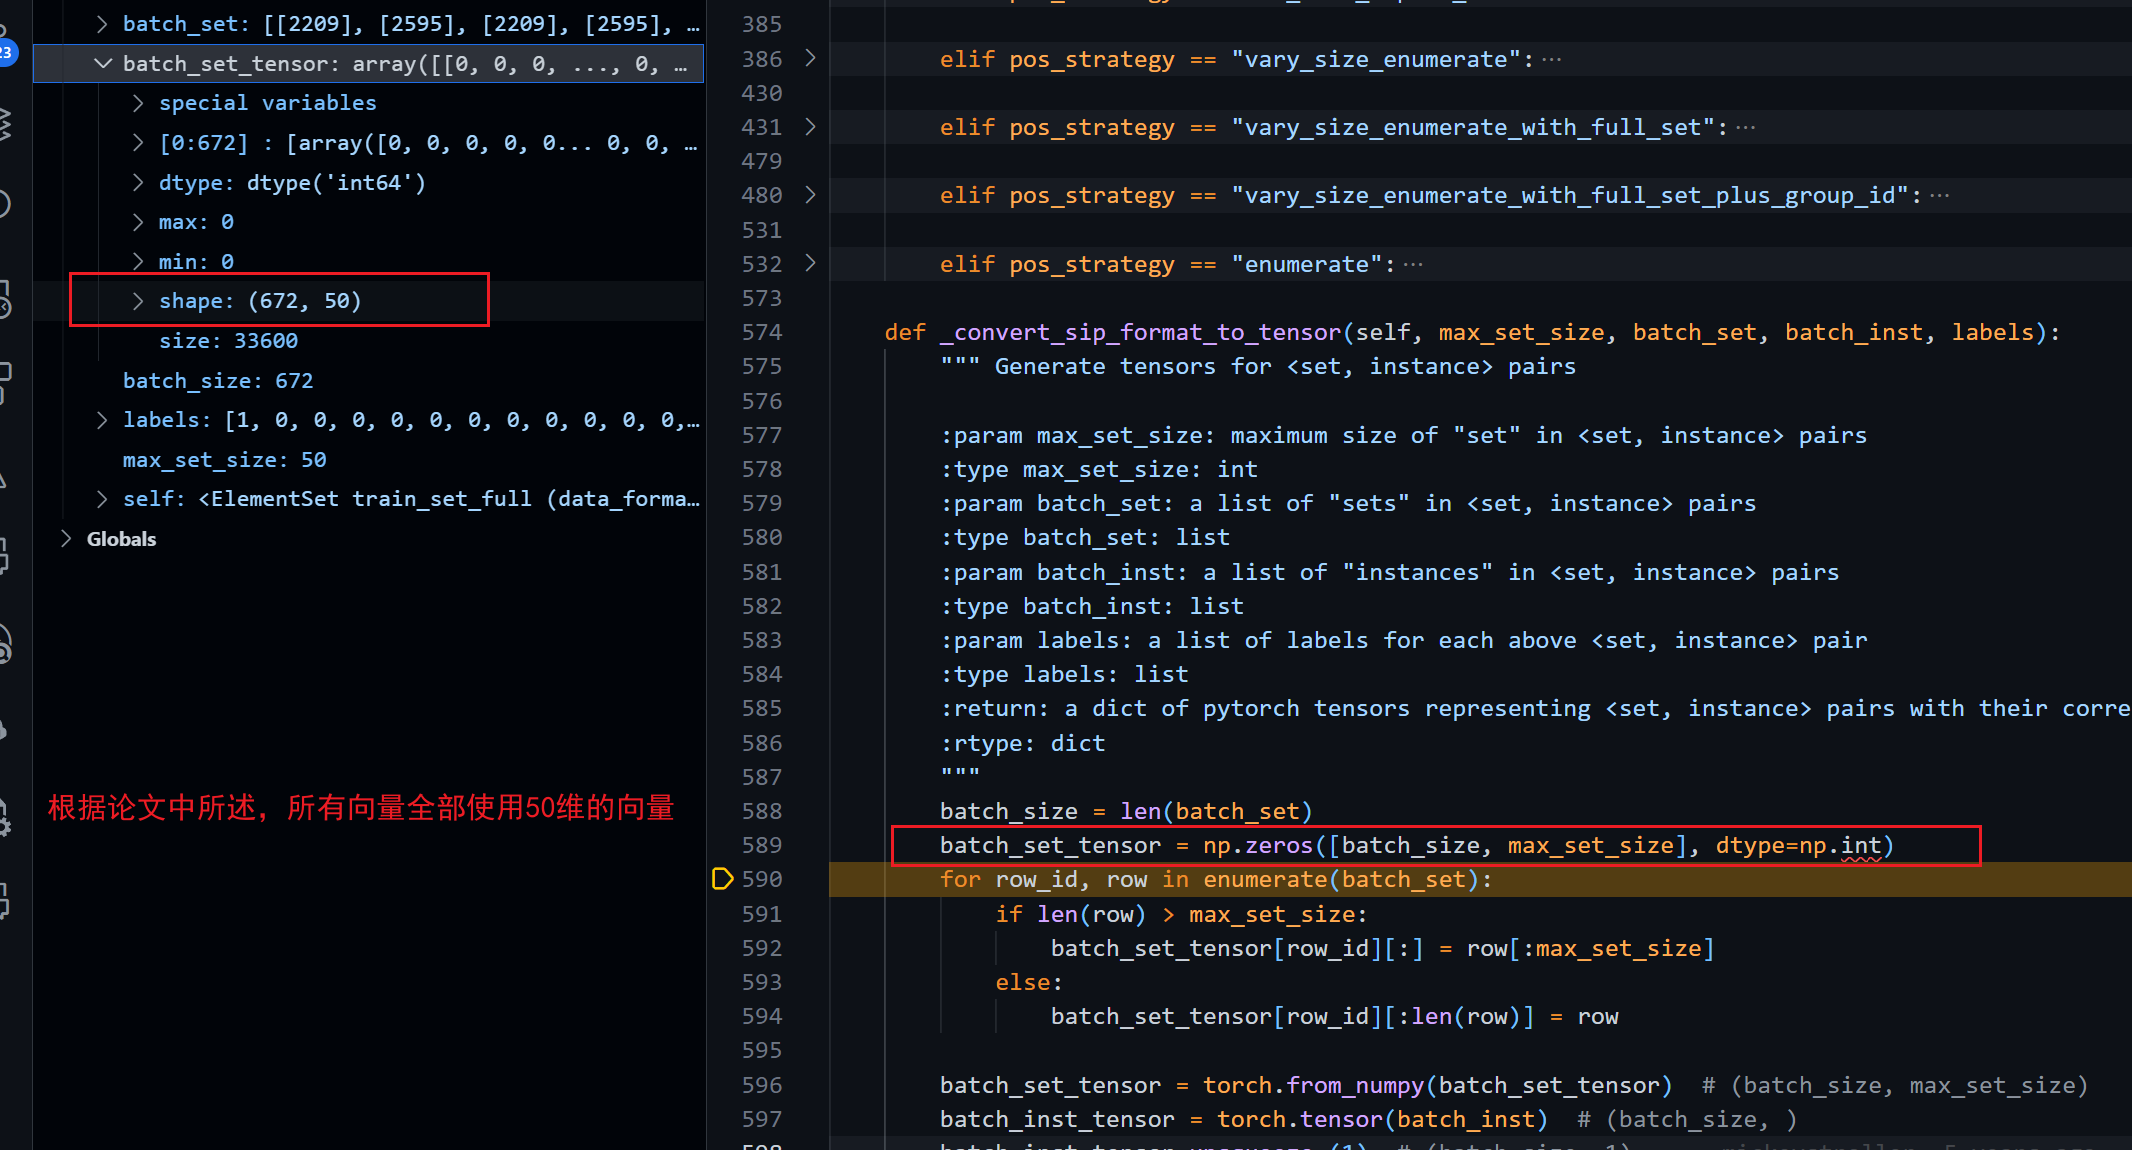 23
batch_set: [[2209], [2595], [2209], [2595], …
batch_set_tensor: array([[0, 0, 0, ..., 0, …
special variables
[0:672] : [array([0, 0, 0, 0, 0... 0, 0, …
dtype: dtype('int64')
max: 0
min: 0
shape: (672, 50)
size: 33600
batch_size: 672
labels: [1, 0, 0, 0, 0, 0, 0, 0, 0, 0, 0, 0,…
max_set_size: 50
self: <ElementSet train_set_full (data_forma…
Globals
根据论文中所述，所有向量全部使用50维的向量
385
386 elif pos_strategy == "vary_size_enumerate":…
430
431 elif pos_strategy == "vary_size_enumerate_with_full_set":…
479
480 elif pos_strategy == "vary_size_enumerate_with_full_set_plus_group_id":…
531
532 elif pos_strategy == "enumerate":…
573
574 def _convert_sip_format_to_tensor(self, max_set_size, batch_set, batch_inst, labels):
575 """ Generate tensors for <set, instance> pairs
576
577 :param max_set_size: maximum size of "set" in <set, instance> pairs
578 :type max_set_size: int
579 :param batch_set: a list of "sets" in <set, instance> pairs
580 :type batch_set: list
581 :param batch_inst: a list of "instances" in <set, instance> pairs
582 :type batch_inst: list
583 :param labels: a list of labels for each above <set, instance> pair
584 :type labels: list
585 :return: a dict of pytorch tensors representing <set, instance> pairs with their corre
586 :rtype: dict
587 """
588 batch_size = len(batch_set)
589 batch_set_tensor = np.zeros([batch_size, max_set_size], dtype=np.int)
590 for row_id, row in enumerate(batch_set):
591 if len(row) > max_set_size:
592 batch_set_tensor[row_id][:] = row[:max_set_size]
593 else:
594 batch_set_tensor[row_id][:len(row)] = row
595
596 batch_set_tensor = torch.from_numpy(batch_set_tensor) # (batch_size, max_set_size)
597 batch_inst_tensor = torch.tensor(batch_inst) # (batch_size, )